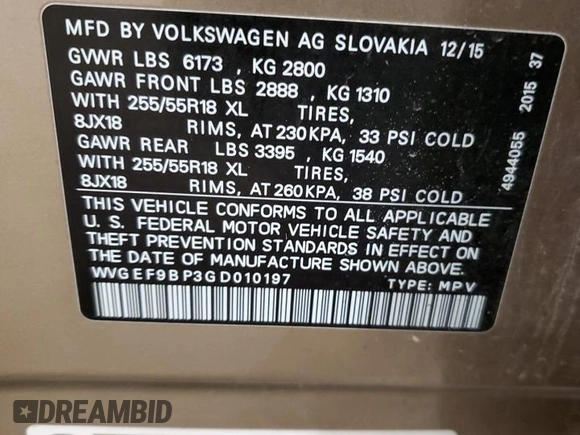 MFD BY VOLKSWAGEN AG SLOVAKIA 12/15
GVWR LBS 6173 , KG 2800
GAWR FRONT LBS 2888 , KG 1310
WITH 255/55R18 XL TIRES,
8JX18 RIMS, AT 230 KPA, 33 PSI COLD
GAWR REAR LBS 3395 , KG 1540
WITH 255/55R18 XL TIRES,
8JX18 RIMS, AT 260 KPA, 38 PSI COLD
THIS VEHICLE CONFORMS TO ALL APPLICABLE
U. S. FEDERAL MOTOR VEHICLE SAFETY AND
THEFT PREVENTION STANDARDS IN EFFECT ON
THE DATE OF MANUFACTURE SHOWN ABOVE.
WVGEF9BP3GD010197 TYPE: MPV
4944055 2015 37
DREAMBID